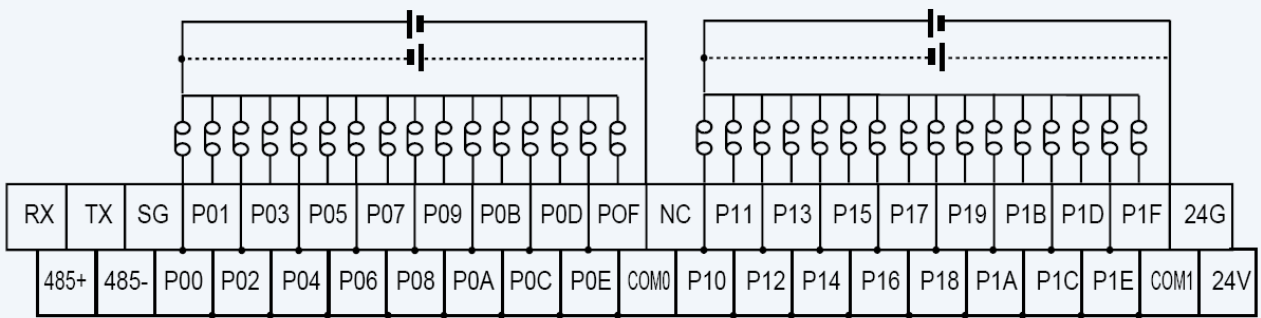 RX TX SG P01 P03 P05 P07 P09 P0B P0D POF NC P11 P13 P15 P17 P19 P1B P1D P1F 24G
485+ 485- P00 P02 P04 P06 P08 P0A P0C P0E COM0 P10 P12 P14 P16 P18 P1A P1C P1E COM1 24V